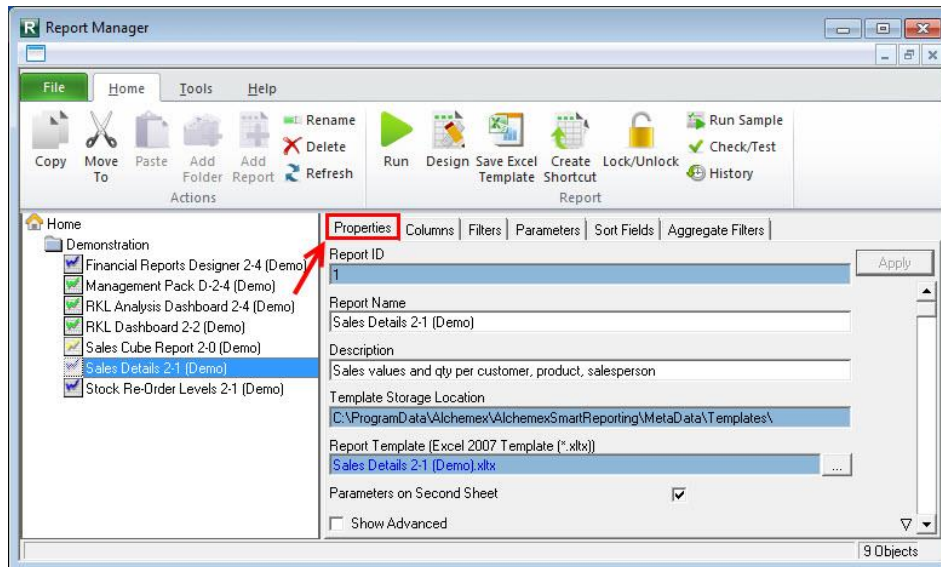 Report Manager
File Home Tools Help
Copy
Move To
Paste
Add Folder
Add Report
Rename
Delete
Refresh
Actions
Run
Design
Save Excel Template
Create Shortcut
Lock/Unlock
Run Sample
Check/Test
History
Report
Home
Demonstration
Financial Reports Designer 2-4 (Demo)
Management Pack D-2-4 (Demo)
RKL Analysis Dashboard 2-4 (Demo)
RKL Dashboard 2-2 (Demo)
Sales Cube Report 2-0 (Demo)
Sales Details 2-1 (Demo)
Stock Re-Order Levels 2-1 (Demo)
Properties Columns Filters Parameters Sort Fields Aggregate Filters
Report ID
1
Apply
Report Name
Sales Details 2-1 (Demo)
Description
Sales values and qty per customer, product, salesperson
Template Storage Location
C:\ProgramData\Alchemex\AlchemexSmartReporting\MetaData\Templates\
Report Template (Excel 2007 Template (*.xltx))
Sales Details 2-1 (Demo).xltx
...
Parameters on Second Sheet
Show Advanced
9 Objects